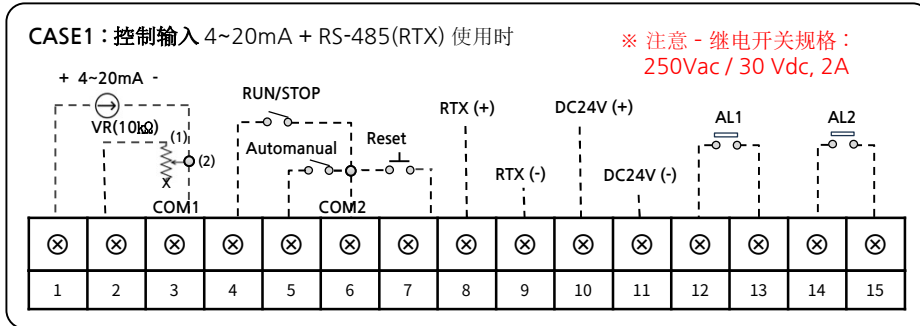 CASE1 : 控制输入 4~20mA + RS-485(RTX) 使用时
※ 注意 - 继电开关规格 :
250Vac / 30 Vdc, 2A
+ 4~20mA -
RUN/STOP
RTX (+)
DC24V (+)
AL1
AL2
VR(10kΩ)
(1)
(2)
Automanual
Reset
RTX (-)
DC24V (-)
X
COM1
COM2
1 2 3 4 5 6 7 8 9 10 11 12 13 14 15